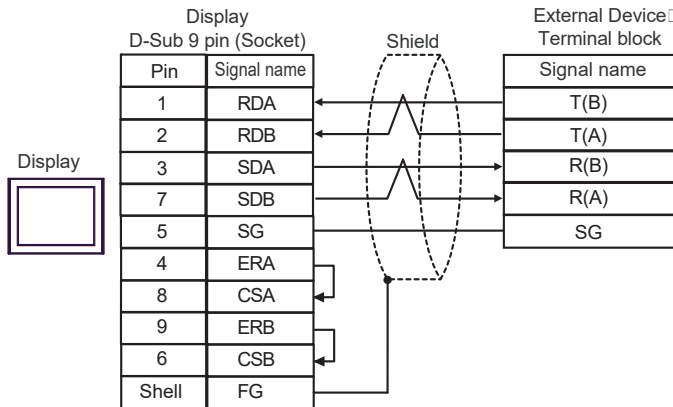 Display
D-Sub 9 pin (Socket)
Shield
External Device
Terminal block
Pin Signal name
Signal name
1 RDA
T(B)
2 RDB
T(A)
Display
3 SDA
R(B)
7 SDB
R(A)
5 SG
SG
4 ERA
8 CSA
9 ERB
6 CSB
Shell FG